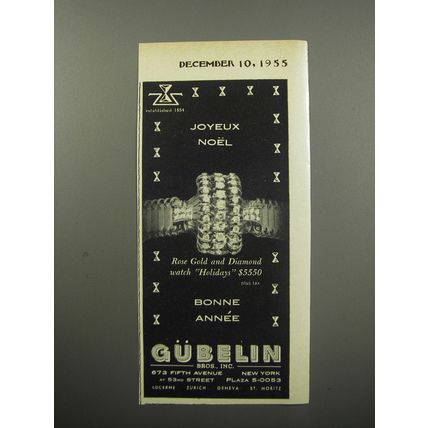 DECEMBER 10, 1955
established 1854
JOYEUX
NOËL
Rose Gold and Diamond
watch "Holidays" $5550
plus tax
BONNE
ANNÉE
GÜBELIN
BROS., INC.
673 FIFTH AVENUE NEW YORK
AT 53RD STREET PLAZA 5-0053
LUCERNE ZURICH GENEVA ST. MORITZ